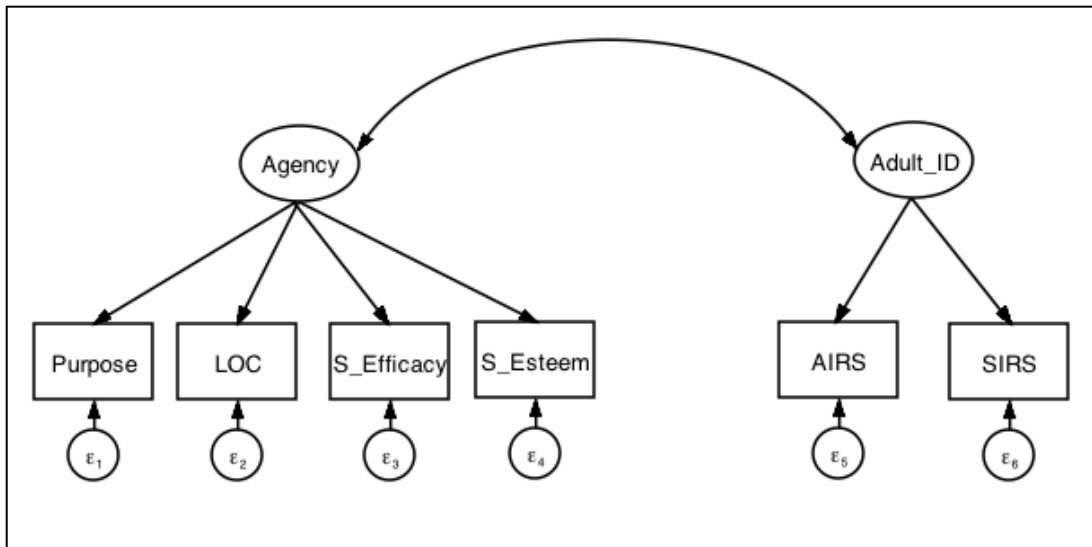 Agency
Adult_ID
Purpose
LOC
S_Efficacy
S_Esteem
AIRS
SIRS
ε₁
ε₂
ε₃
ε₄
ε₅
ε₆